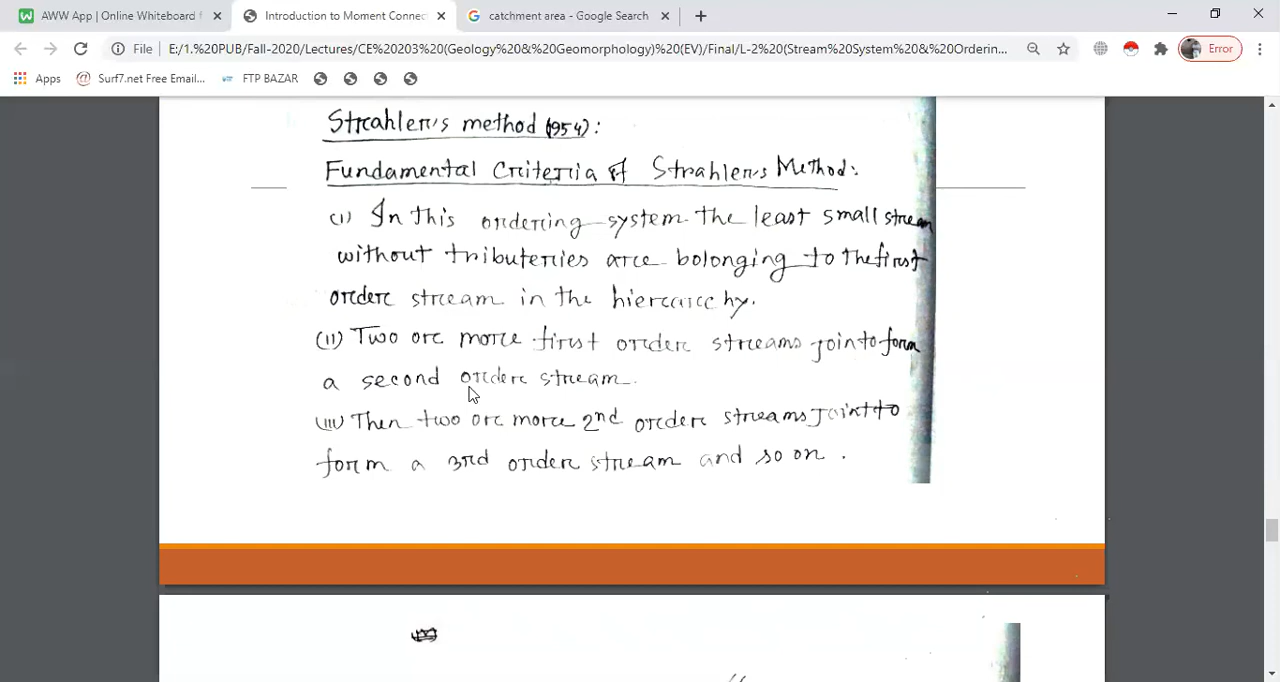 AWW App | Online Whiteboard f
Introduction to Moment Connec
catchment area - Google Search
File
E:/1.%20PUB/Fall-2020/Lectures/CE%20203%20(Geology%20&%20Geomorphology)%20(EV)/Final/L-2%20(Stream%20System%20&%20Orderin...
Error
Apps
Surf7.net Free Email...
FTP BAZAR
Strahler's method (1954):
Fundamental Criteria of Strahler's Method:
(I) In this ordering system the least small stream
without tributeries are bolonging to the first
order stream in the hierarchy.
(II) Two or more first order streams join to form
a second order stream.
(III) Then two or more 2nd order streams joint to
form a 3rd order stream and so on.